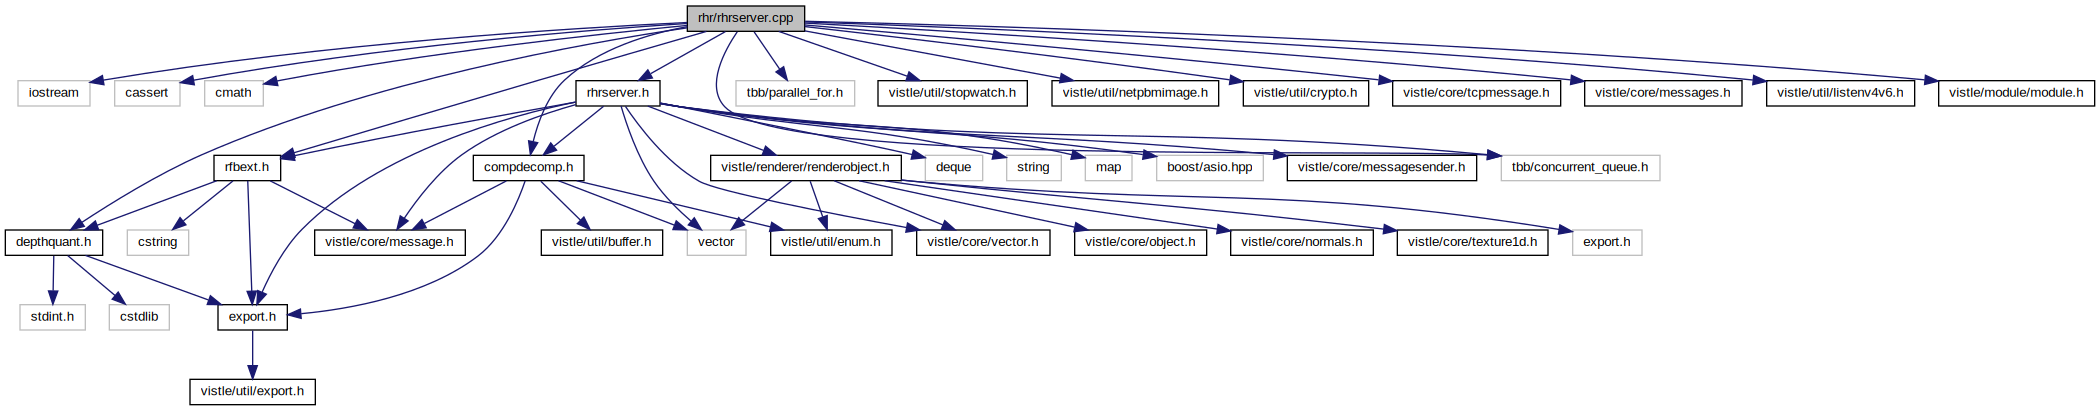 rhr/rhrserver.cpp
iostream
cassert
cmath
rhrserver.h
tbb/parallel_for.h
vistle/util/stopwatch.h
vistle/util/netpbmimage.h
vistle/util/crypto.h
vistle/core/tcpmessage.h
vistle/core/messages.h
vistle/util/listenv4v6.h
vistle/module/module.h
rfbext.h
compdecomp.h
vistle/renderer/renderobject.h
deque
string
map
boost/asio.hpp
vistle/core/messagesender.h
tbb/concurrent_queue.h
depthquant.h
cstring
vistle/core/message.h
vistle/util/buffer.h
vector
vistle/util/enum.h
vistle/core/vector.h
vistle/core/object.h
vistle/core/normals.h
vistle/core/texture1d.h
export.h
stdint.h
cstdlib
export.h
vistle/util/export.h